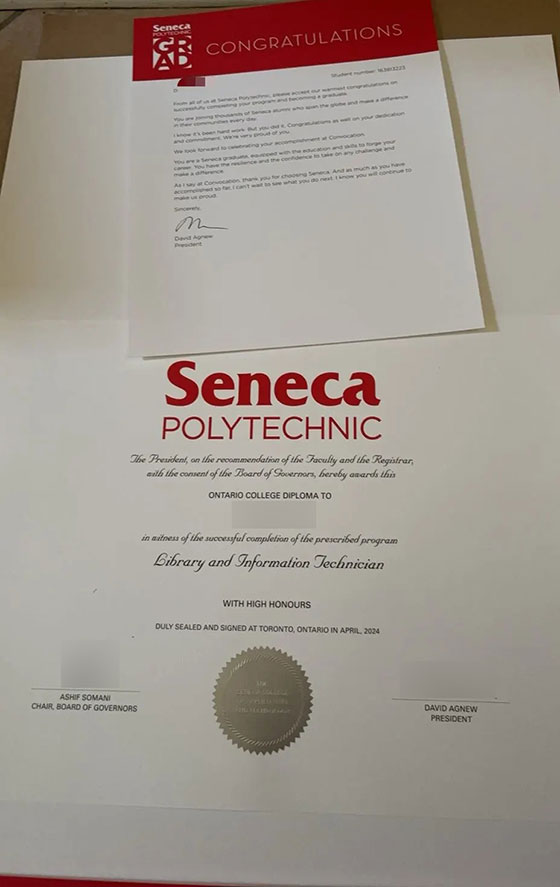 Seneca
POLYTECHNIC
GR
AD
CONGRATULATIONS
Student number: 163913223
D
From all of us at Seneca Polytechnic, please accept our warmest congratulations on
successfully completing your program and becoming a graduate.
You are joining thousands of Seneca alumni who span the globe and make a difference
in their communities every day.
I know it's been hard work. But you did it. Congratulations as well on your dedication
and commitment. We're very proud of you.
We look forward to celebrating your accomplishment at Convocation.
You are a Seneca graduate, equipped with the education and skills to forge your
career. You have the resilience and the confidence to take on any challenge and
make a difference.
As I say at Convocation, thank you for choosing Seneca. And as much as you have
accomplished so far, I can't wait to see what you do next. I know you will continue to
make us proud.
Sincerely,
David Agnew
President
Seneca
POLYTECHNIC
The President, on the recommendation of the Faculty and the Registrar,
with the consent of the Board of Governors, hereby awards this
ONTARIO COLLEGE DIPLOMA TO
in witness of the successful completion of the prescribed program
Library and Information Technician
WITH HIGH HONOURS
DULY SEALED AND SIGNED AT TORONTO, ONTARIO IN APRIL, 2024
ASHIF SOMANI
CHAIR, BOARD OF GOVERNORS
DAVID AGNEW
PRESIDENT